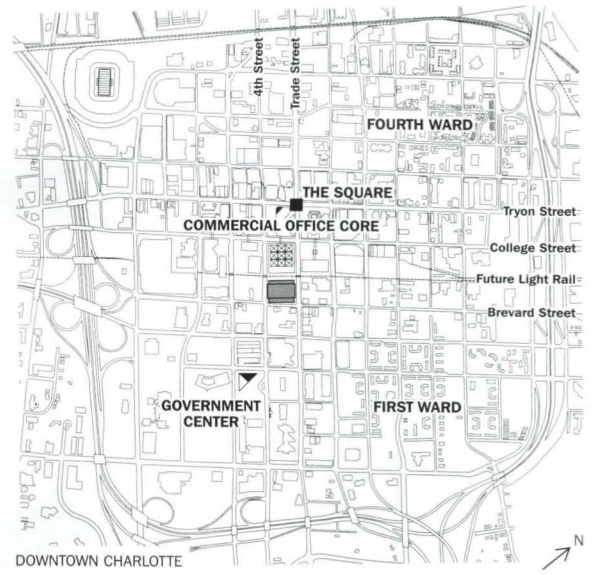 4th Street
Trade Street
FOURTH WARD
THE SQUARE
COMMERCIAL OFFICE CORE
Tryon Street
College Street
Future Light Rail
Brevard Street
GOVERNMENT
CENTER
FIRST WARD
N
DOWNTOWN CHARLOTTE